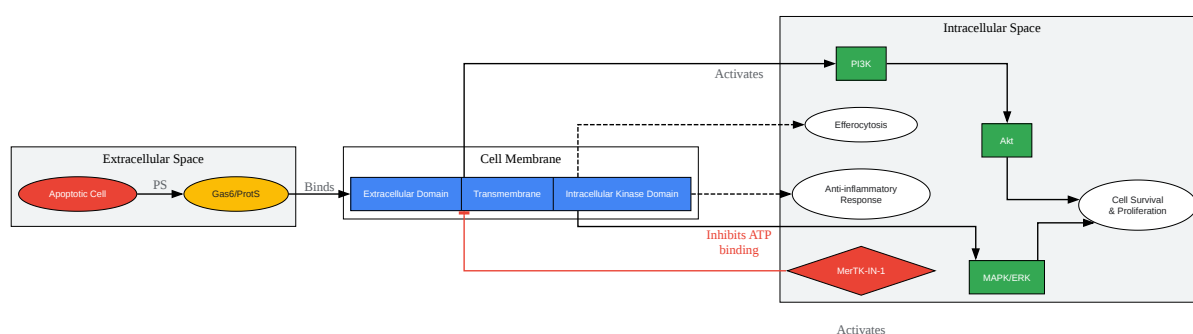 Intracellular Space
PI3K
Activates
Efferocytosis
Akt
Extracellular Space
Cell Membrane
Apoptotic Cell
PS
Gas6/ProtS
Binds
Extracellular Domain
Transmembrane
Intracellular Kinase Domain
Anti-inflammatory
Response
Cell Survival
& Proliferation
Inhibits ATP
binding
MerTK-IN-1
MAPK/ERK
Activates